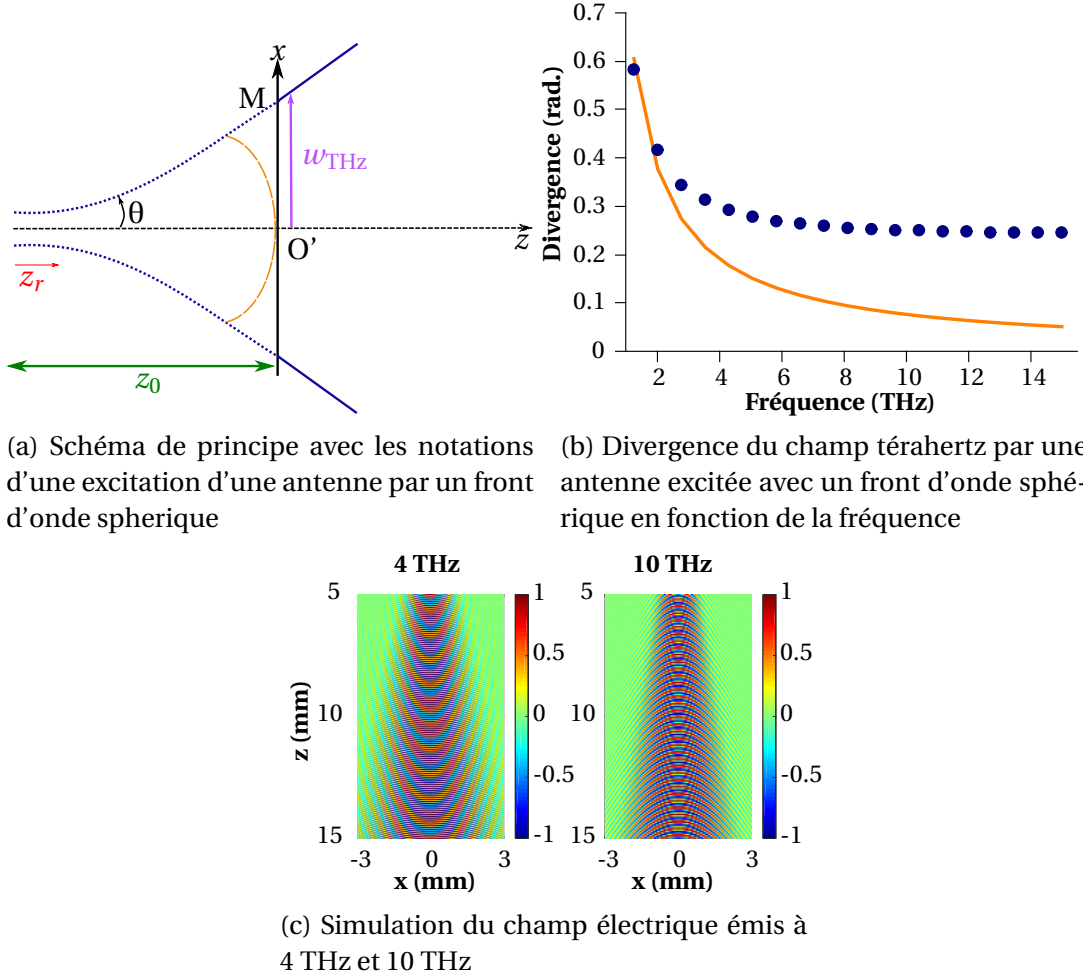 x
M
w_THz
θ
O'
z
z_r
z_0
(a) Schéma de principe avec les notations
d'une excitation d'une antenne par un front
d'onde spherique
Divergence (rad.)
0.7
0.6
0.5
0.4
0.3
0.2
0.1
0
2 4 6 8 10 12 14
Fréquence (THz)
(b) Divergence du champ térahertz par une
antenne excitée avec un front d'onde sphé-
rique en fonction de la fréquence
4 THz
10 THz
z (mm)
5
10
15
-3 0 3
x (mm)
1
0.5
0
-0.5
-1
5
10
15
-3 0 3
x (mm)
1
0.5
0
-0.5
-1
(c) Simulation du champ électrique émis à
4 THz et 10 THz